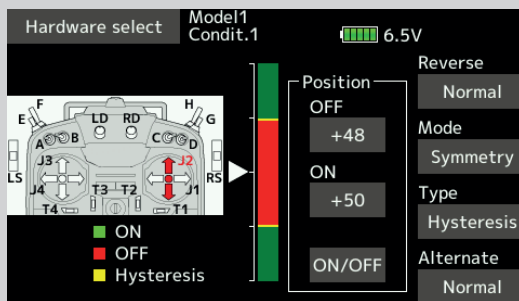 Hardware select
Model1
Condit.1
6.5V
F
E
A
B
LD
RD
H
G
C
D
J3
J2
LS
RS
J4
T3
T2
J1
T4
T1
ON
OFF
Hysteresis
Position
OFF
+48
ON
+50
ON/OFF
Reverse
Normal
Mode
Symmetry
Type
Hysteresis
Alternate
Normal